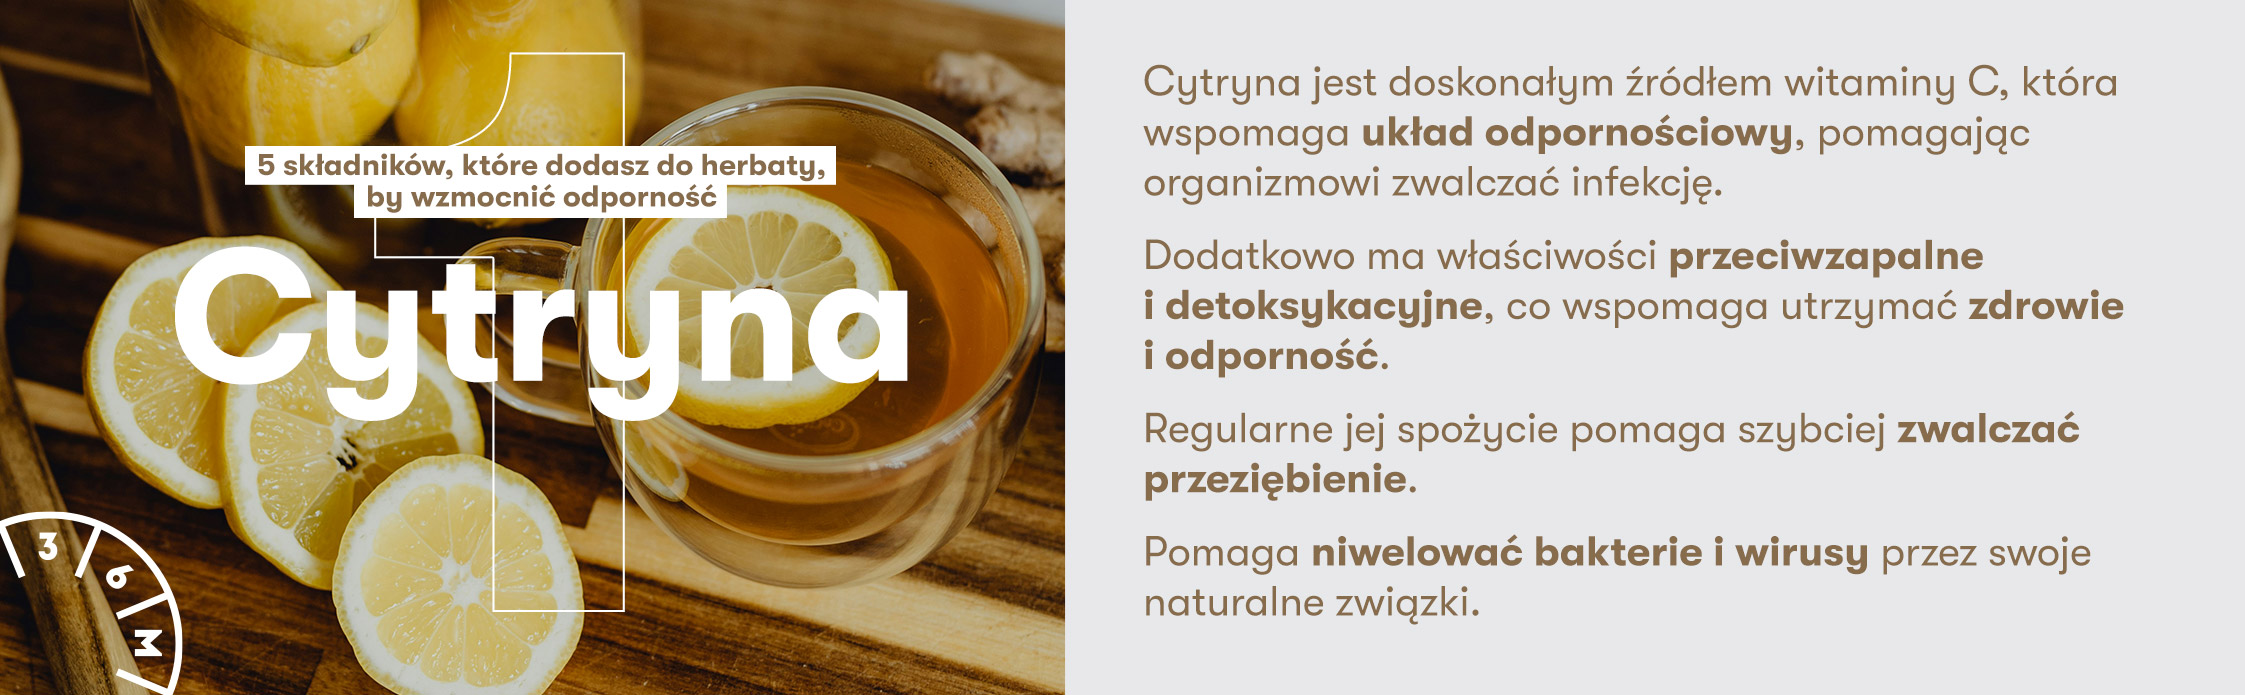 5 składników, które dodasz do herbaty,
by wzmocnić odporność
1
Cytryna
3
6
M
Cytryna jest doskonałym źródłem witaminy C, która
wspomaga układ odpornościowy, pomagając
organizmowi zwalczać infekcję.
Dodatkowo ma właściwości przeciwzapalne
i detoksykacyjne, co wspomaga utrzymać zdrowie
i odporność.
Regularne jej spożycie pomaga szybciej zwalczać
przeziębienie.
Pomaga niwelować bakterie i wirusy przez swoje
naturalne związki.